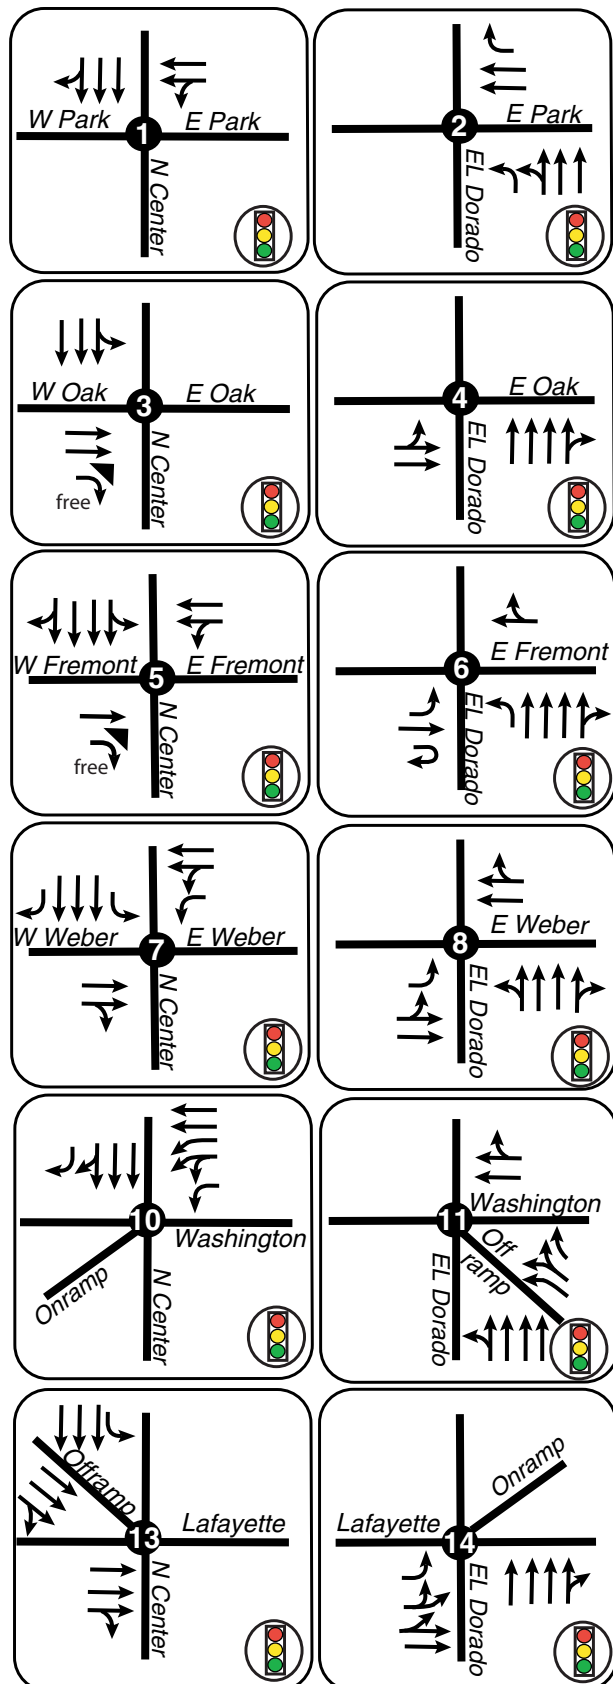 W Park
1
E Park
N Center
2
E Park
EL Dorado
W Oak
3
E Oak
N Center
free
4
E Oak
EL Dorado
W Fremont
5
E Fremont
N Center
free
6
E Fremont
EL Dorado
W Weber
7
E Weber
N Center
8
E Weber
EL Dorado
10
Washington
Onramp
N Center
11
Washington
Off
ramp
EL Dorado
Offramp
13
Lafayette
N Center
Onramp
Lafayette
14
EL Dorado